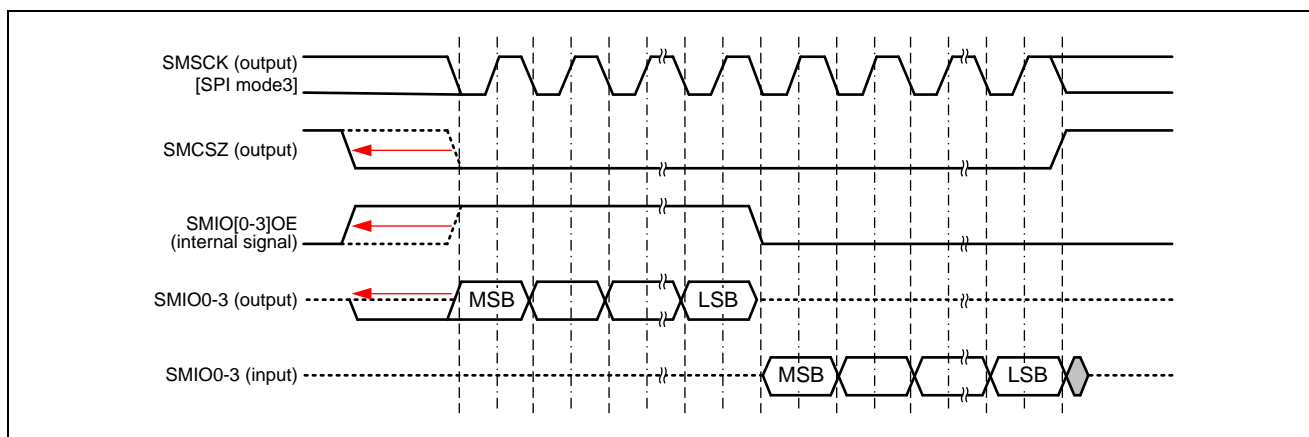 SMSCK (output)
[SPI mode3]
SMCSZ (output)
SMIO[0-3]OE
(internal signal)
SMIO0-3 (output)
MSB
LSB
SMIO0-3 (input)
MSB
LSB